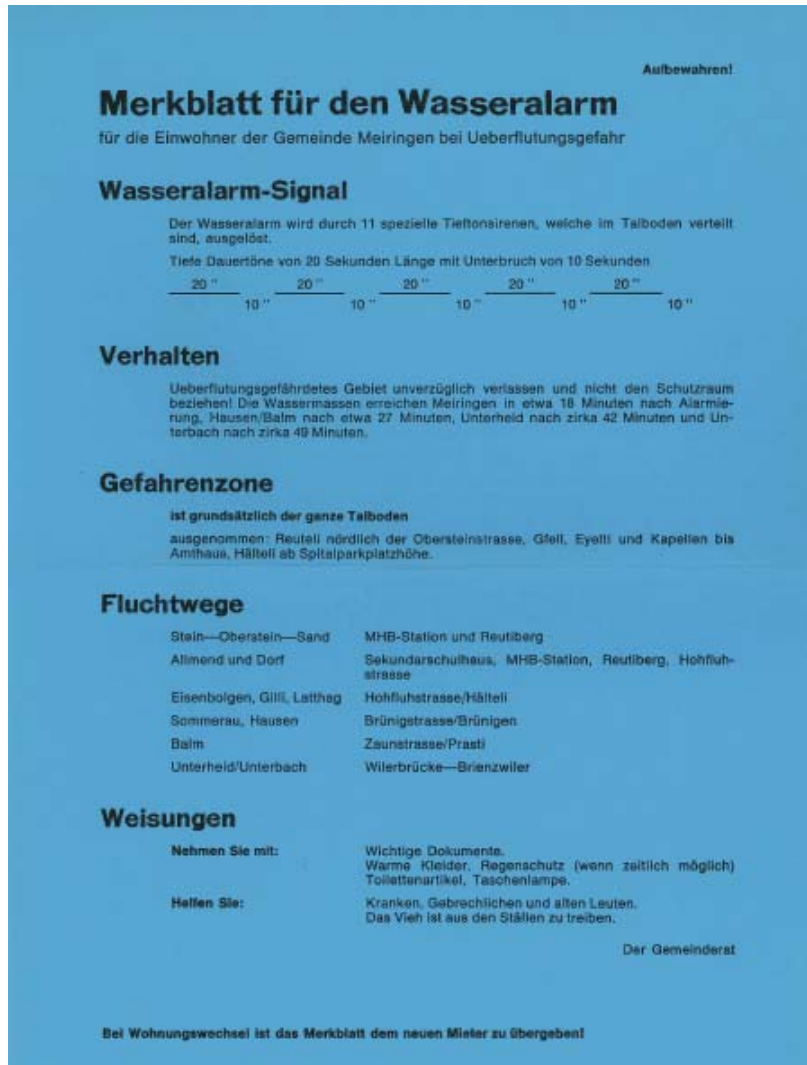 Aufbewahren!
Merkblatt für den Wasseralarm
für die Einwohner der Gemeinde Meiringen bei Ueberflutungsgefahr
Wasseralarm-Signal
Der Wasseralarm wird durch 11 spezielle Tieftonsirenen, welche im Talboden verteilt
sind, ausgelöst.
Tiefe Dauertöne von 20 Sekunden Länge mit Unterbruch von 10 Sekunden
20 " 20 " 20 " 20 " 20 "
10 " 10 " 10 " 10 " 10 "
Verhalten
Ueberflutungsgefährdetes Gebiet unverzüglich verlassen und nicht den Schutzraum
beziehen! Die Wassermassen erreichen Meiringen in etwa 18 Minuten nach Alarmie-
rung, Hausen/Balm nach etwa 27 Minuten, Unterheid nach zirka 42 Minuten und Un-
terbach nach zirka 49 Minuten.
Gefahrenzone
ist grundsätzlich der ganze Talboden
ausgenommen: Reuteli nördlich der Obersteinstrasse, Gfell, Eyelti und Kapellen bis
Amthaus, Hälteli ab Spitalparkplatzhöhe.
Fluchtwege
Stein—Oberstein—Sand MHB-Station und Reutiberg
Allmend und Dorf Sekundarschulhaus, MHB-Station, Reutiberg, Hohfluh-
strasse
Eisenbolgen, Gilli, Latthag Hohfluhstrasse/Hälteli
Sommerau, Hausen Brünigstrasse/Brünigen
Balm Zaunstrasse/Prasti
Unterheid/Unterbach Wilerbrücke—Brienzwiler
Weisungen
Nehmen Sie mit: Wichtige Dokumente.
Warme Kleider, Regenschutz (wenn zeitlich möglich)
Toilettenartikel, Taschenlampe.
Helfen Sie: Kranken, Gebrechlichen und alten Leuten.
Das Vieh ist aus den Ställen zu treiben.
Der Gemeinderat
Bei Wohnungswechsel ist das Merkblatt dem neuen Mieter zu übergeben!